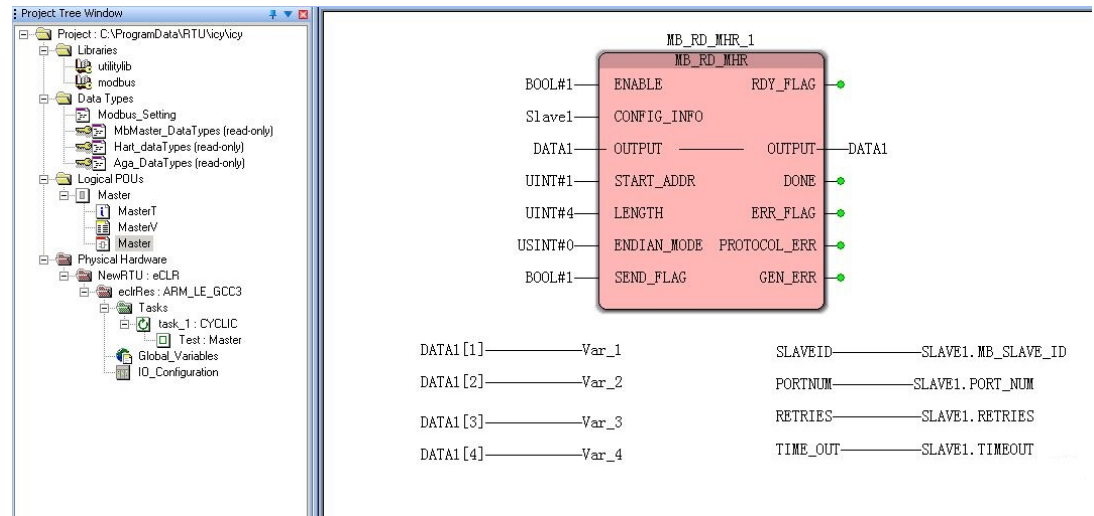 Project Tree Window
Project : C:\ProgramData\RTU\icy\icy
Libraries
utilitylib
modbus
Data Types
Modbus_Setting
MbMaster_DataTypes (read-only)
Hart_dataTypes (read-only)
Aga_DataTypes (read-only)
Logical POUs
Master
MasterT
MasterV
Master
Physical Hardware
NewRTU : eCLR
eclrRes : ARM_LE_GCC3
Tasks
task_1 : CYCLIC
Test : Master
Global_Variables
IO_Configuration
MB_RD_MHR_1
MB_RD_MHR
BOOL#1 ENABLE RDY_FLAG
Slave1 CONFIG_INFO
DATA1 OUTPUT OUTPUT DATA1
UINT#1 START_ADDR DONE
UINT#4 LENGTH ERR_FLAG
USINT#0 ENDIAN_MODE PROTOCOL_ERR
BOOL#1 SEND_FLAG GEN_ERR
DATA1[1] Var_1
DATA1[2] Var_2
DATA1[3] Var_3
DATA1[4] Var_4
SLAVEID SLAVE1.MB_SLAVE_ID
PORTNUM SLAVE1.PORT_NUM
RETRIES SLAVE1.RETRIES
TIME_OUT SLAVE1.TIMEOUT